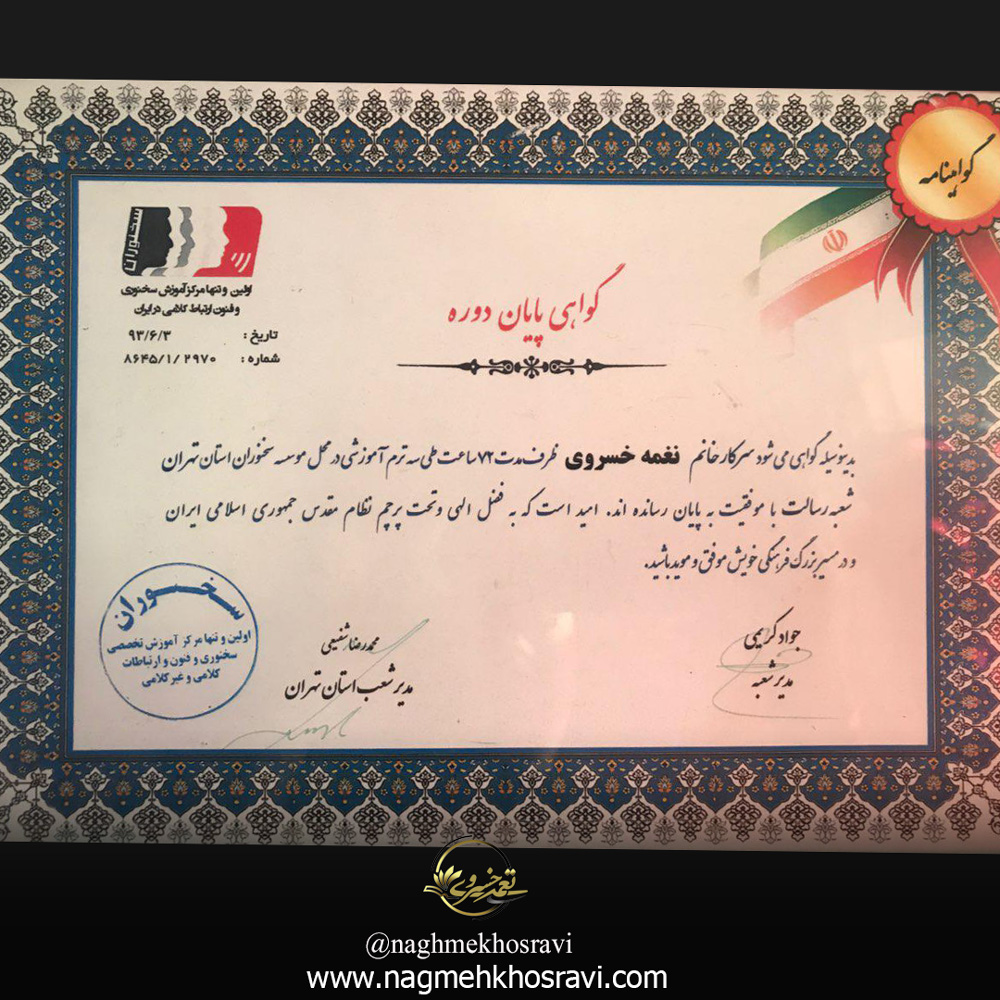 گواهینامه
سخنوران
اولین و تنها مرکز آموزش سخنوری
و فنون ارتباط کلامی در ایران
تاریخ : ۹۳/۶/۳
شماره : ۸۶۴۵/۱/۲۹۷۰
گواهی پایان دوره
بدینوسیله گواهی می شود سرکار خانم نغمه خسروی ظرف مدت ۷۲ ساعت طی سه ترم آموزشی در محل موسسه سخنوران استان تهران
شعبه رسالت با موفقیت به پایان رسانده اند. امید است که به فضل الهی و تحت پرچم نظام مقدس جمهوری اسلامی ایران
و در مسیر بزرگ فرهنگی خویش موفق و موید باشید.
جواد کریمی
مدیر شعبه
محمدرضا شفیعی
مدیر شعب استان تهران
سخنوران
اولین و تنها مرکز آموزش تخصصی
سخنوری و فنون و ارتباطات
کلامی و غیر کلامی
نغمه خسروی
@naghmekhosravi
www.nagmehkhosravi.com